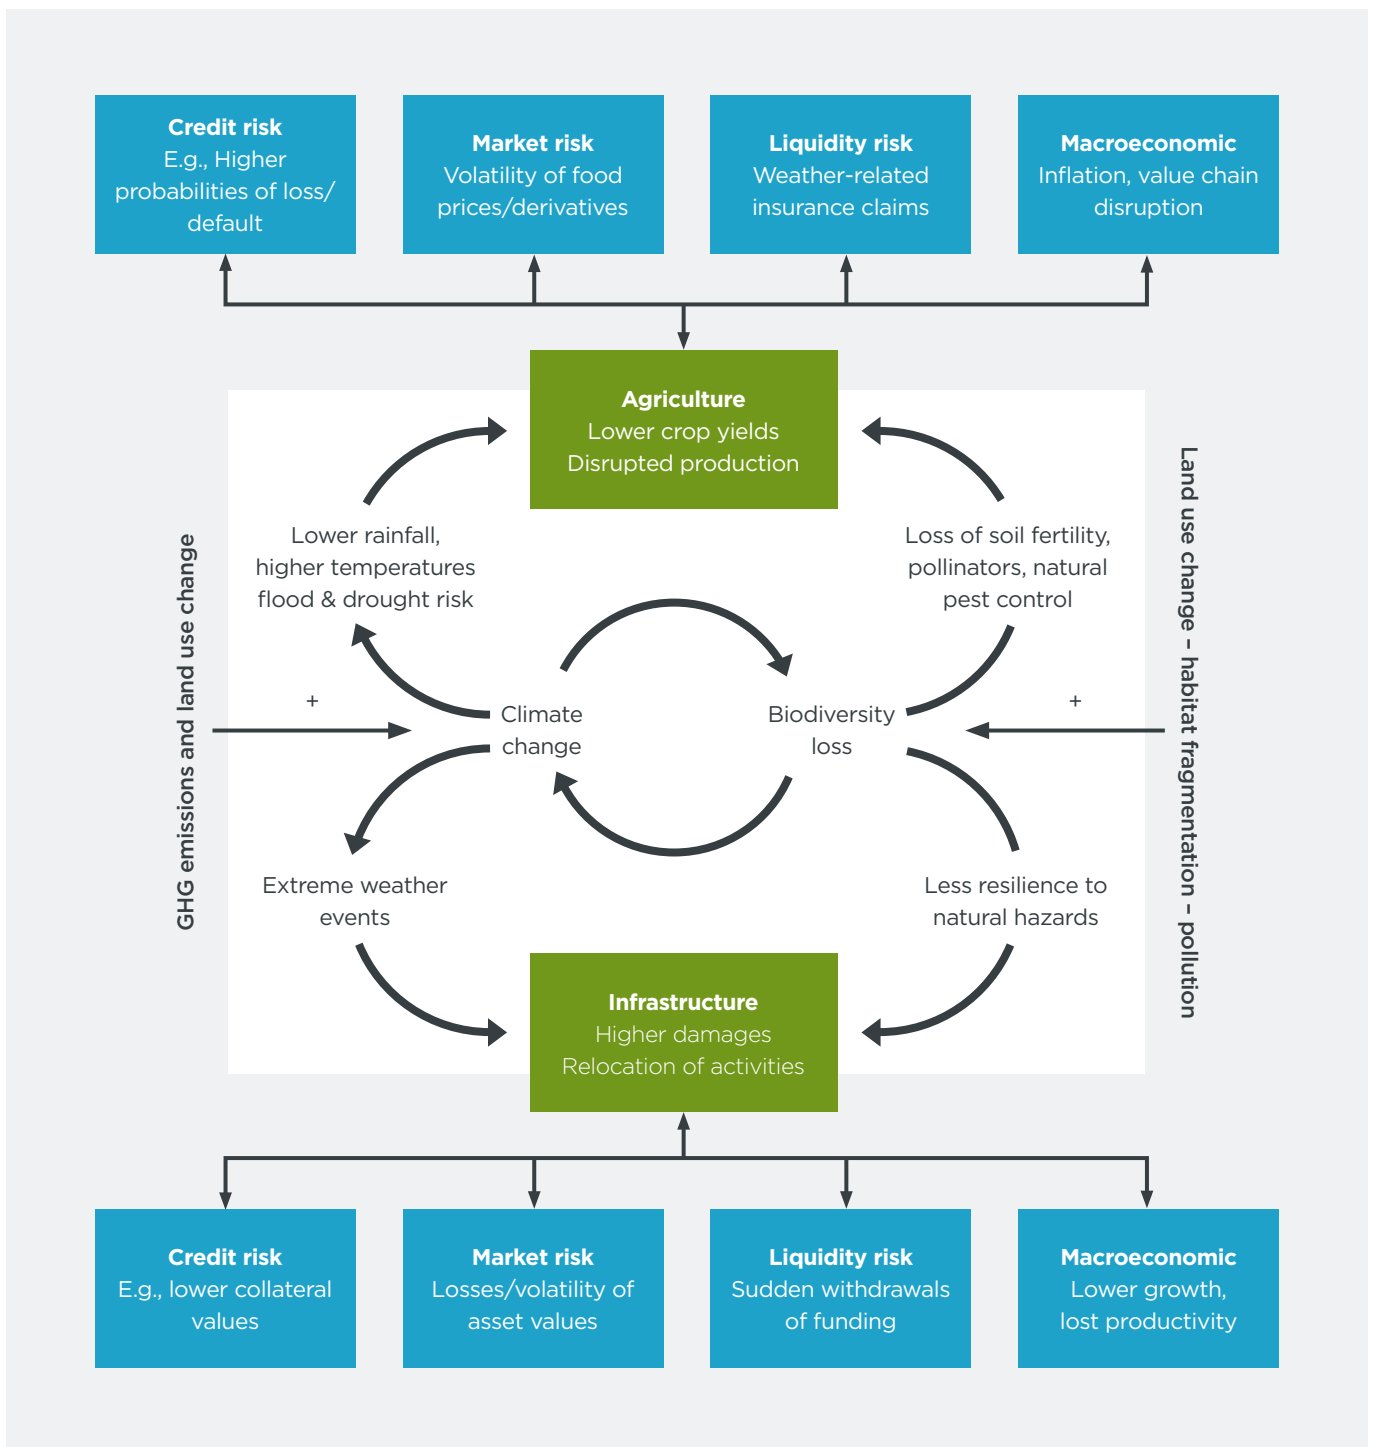 Credit risk
E.g., Higher
probabilities of loss/
default
Market risk
Volatility of food
prices/derivatives
Liquidity risk
Weather-related
insurance claims
Macroeconomic
Inflation, value chain
disruption
Agriculture
Lower crop yields
Disrupted production
GHG emissions and land use change
Lower rainfall,
higher temperatures
flood & drought risk
Loss of soil fertility,
pollinators, natural
pest control
Land use change – habitat fragmentation – pollution
+
Climate
change
Biodiversity
loss
+
Extreme weather
events
Less resilience to
natural hazards
Infrastructure
Higher damages
Relocation of activities
Credit risk
E.g., lower collateral
values
Market risk
Losses/volatility of
asset values
Liquidity risk
Sudden withdrawals
of funding
Macroeconomic
Lower growth,
lost productivity